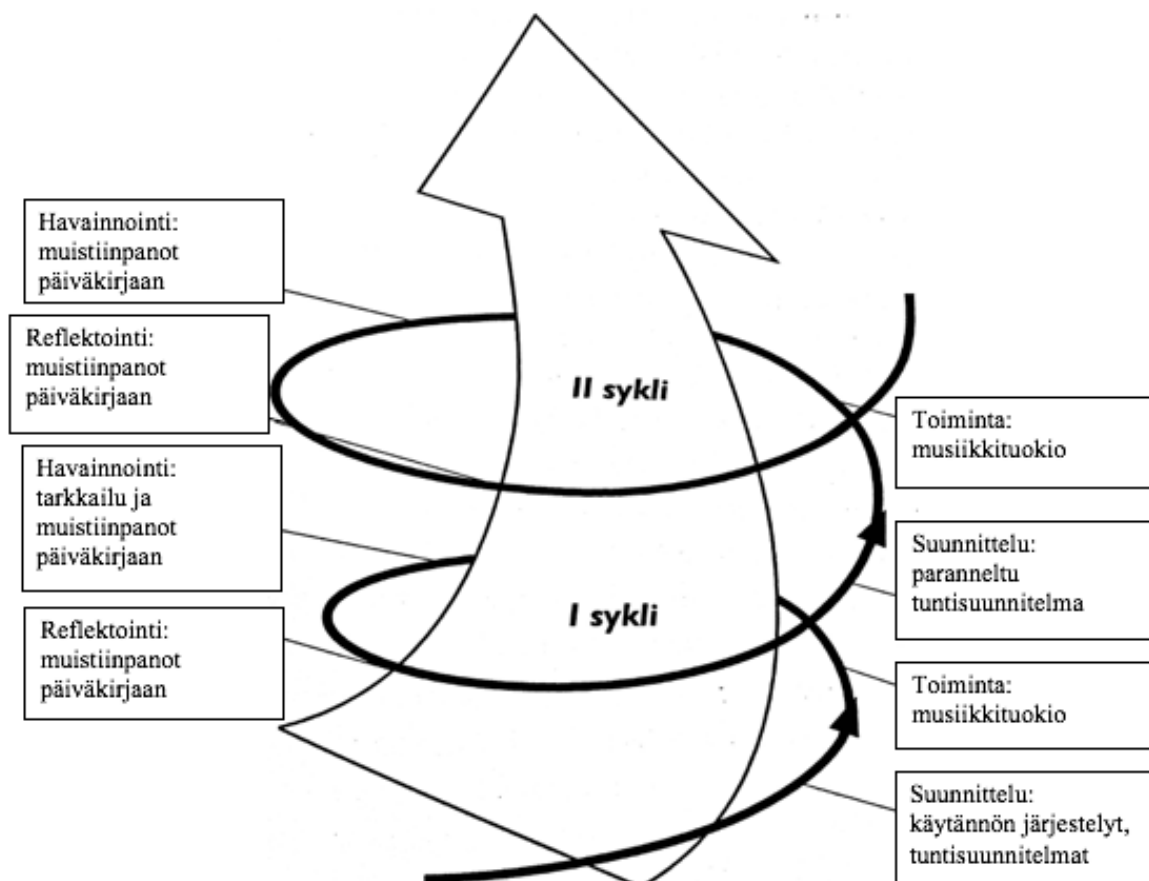 Havainnointi:
muistiinpanot
päiväkirjaan
Reflektointi:
muistiinpanot
päiväkirjaan
Havainnointi:
tarkkailu ja
muistiinpanot
päiväkirjaan
Reflektointi:
muistiinpanot
päiväkirjaan
II sykli
I sykli
Toiminta:
musiikkituokio
Suunnittelu:
paranneltu
tuntisuunnitelma
Toiminta:
musiikkituokio
Suunnittelu:
käytännön järjestelyt,
tuntisuunnitelmat